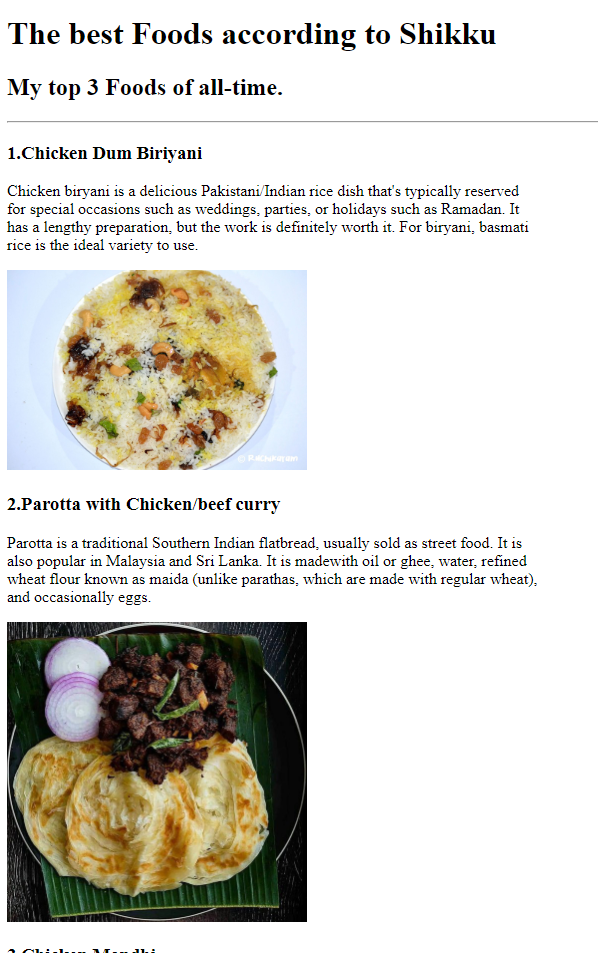 The best Foods according to Shikku
My top 3 Foods of all-time.
1.Chicken Dum Biriyani
Chicken biryani is a delicious Pakistani/Indian rice dish that's typically reserved
for special occasions such as weddings, parties, or holidays such as Ramadan. It
has a lengthy preparation, but the work is definitely worth it. For biryani, basmati
rice is the ideal variety to use.
2.Parotta with Chicken/beef curry
Parotta is a traditional Southern Indian flatbread, usually sold as street food. It is
also popular in Malaysia and Sri Lanka. It is madewith oil or ghee, water, refined
wheat flour known as maida (unlike parathas, which are made with regular wheat),
and occasionally eggs.